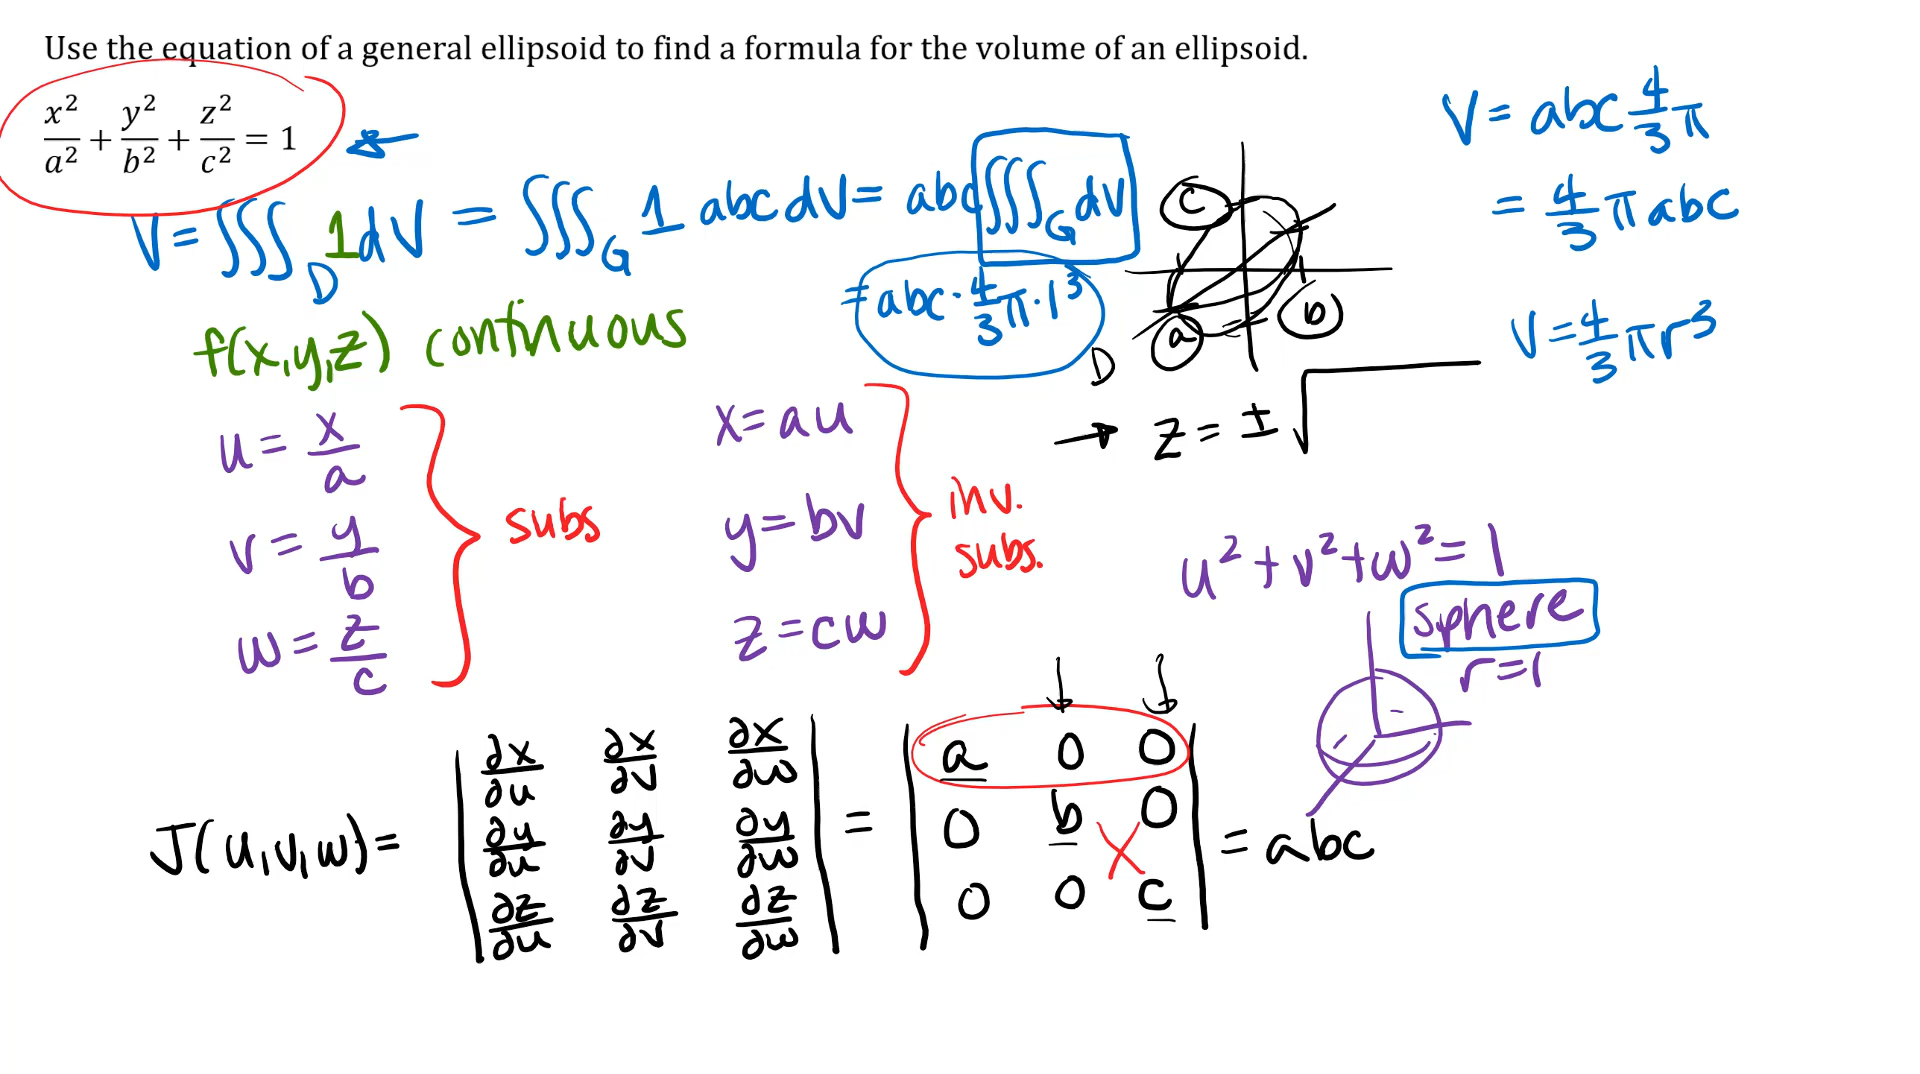 Use the equation of a general ellipsoid to find a formula for the volume of an ellipsoid.
x²/a² + y²/b² + z²/c² = 1
V = ∭_D 1 dV = ∭_G 1 abc dV = abc ∭_G dV
= abc · 4/3 π · 1³
f(x,y,z) continuous
c
a
b
D
→ z = ± √
V = abc 4/3 π
= 4/3 π abc
V = 4/3 π r³
u = x/a
v = y/b
w = z/c
subs
x = au
y = bv
z = cw
inv.
subs.
u² + v² + w² = 1
sphere
r = 1
J(u,v,w) = | ∂x/∂u ∂x/∂v ∂x/∂w | = | a 0 0 | = abc
| ∂y/∂u ∂y/∂v ∂y/∂w | | 0 b 0 |
| ∂z/∂u ∂z/∂v ∂z/∂w | | 0 0 c |